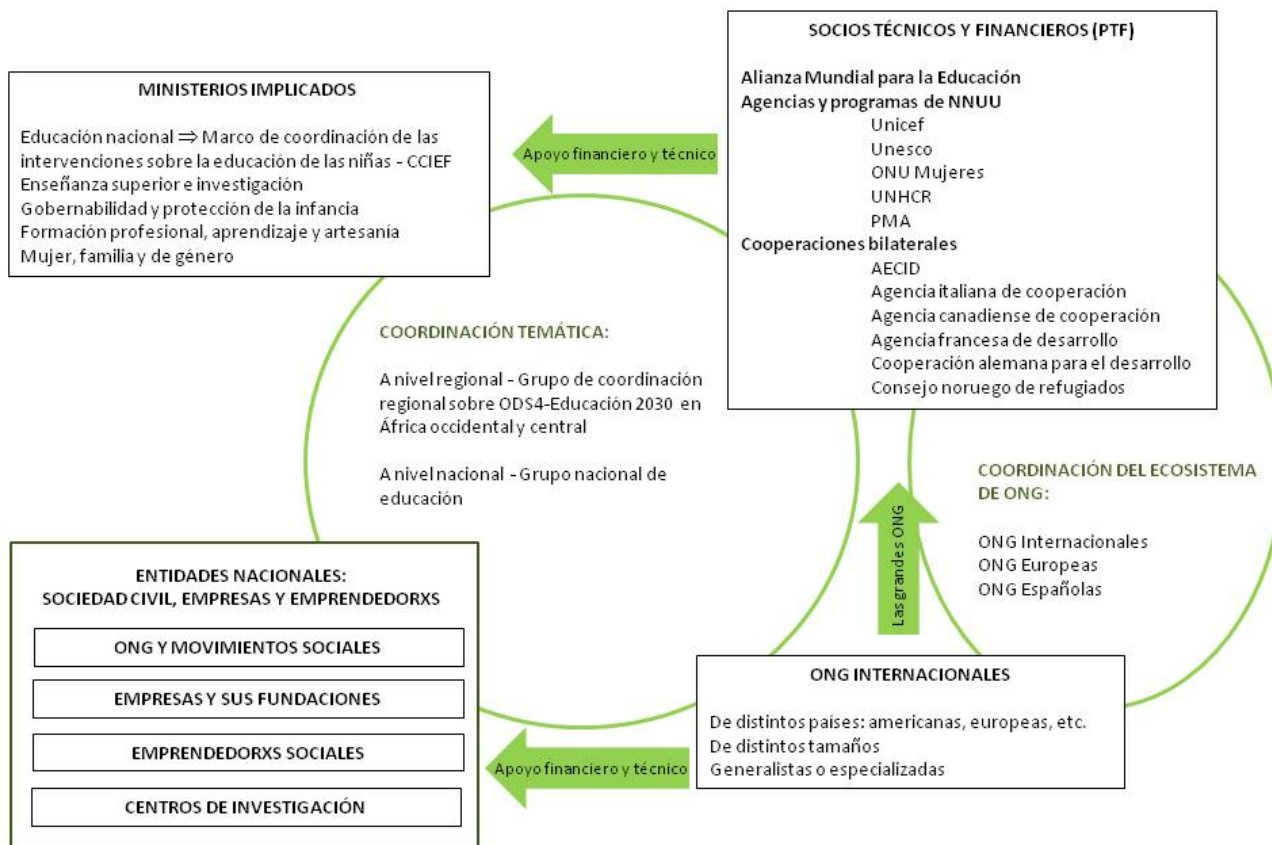 MINISTERIOS IMPLICADOS
Educación nacional ⇒ Marco de coordinación de las
intervenciones sobre la educación de las niñas - CCIEF
Enseñanza superior e investigación
Gobernabilidad y protección de la infancia
Formación profesional, aprendizaje y artesanía
Mujer, familia y de género
Apoyo financiero y técnico
SOCIOS TÉCNICOS Y FINANCIEROS (PTF)
Alianza Mundial para la Educación
Agencias y programas de NNUU
Unicef
Unesco
ONU Mujeres
UNHCR
PMA
Cooperaciones bilaterales
AECID
Agencia italiana de cooperación
Agencia canadiense de cooperación
Agencia francesa de desarrollo
Cooperación alemana para el desarrollo
Consejo noruego de refugiados
COORDINACIÓN TEMÁTICA:
A nivel regional - Grupo de coordinación
regional sobre ODS4-Educación 2030 en
África occidental y central
A nivel nacional - Grupo nacional de
educación
Las grandes ONG
COORDINACIÓN DEL ECOSISTEMA
DE ONG:
ONG Internacionales
ONG Europeas
ONG Españolas
ENTIDADES NACIONALES:
SOCIEDAD CIVIL, EMPRESAS Y EMPRENDEDORXS
ONG Y MOVIMIENTOS SOCIALES
EMPRESAS Y SUS FUNDACIONES
EMPRENDEDORXS SOCIALES
CENTROS DE INVESTIGACIÓN
Apoyo financiero y técnico
ONG INTERNACIONALES
De distintos países: americanas, europeas, etc.
De distintos tamaños
Generalistas o especializadas